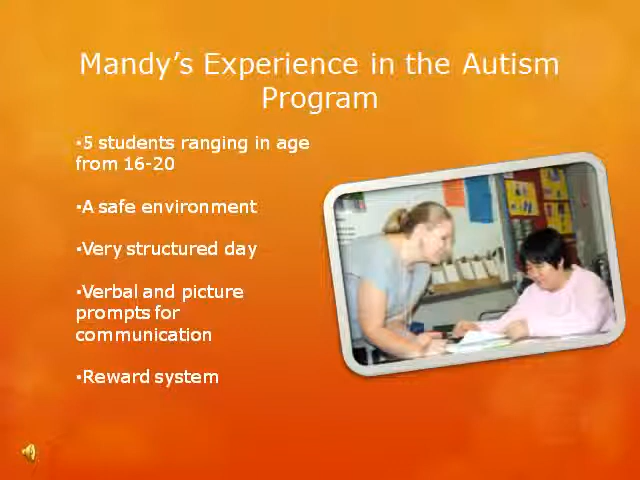 Mandy's Experience in the Autism
Program
•5 students ranging in age
from 16-20
•A safe environment
•Very structured day
•Verbal and picture
prompts for
communication
•Reward system